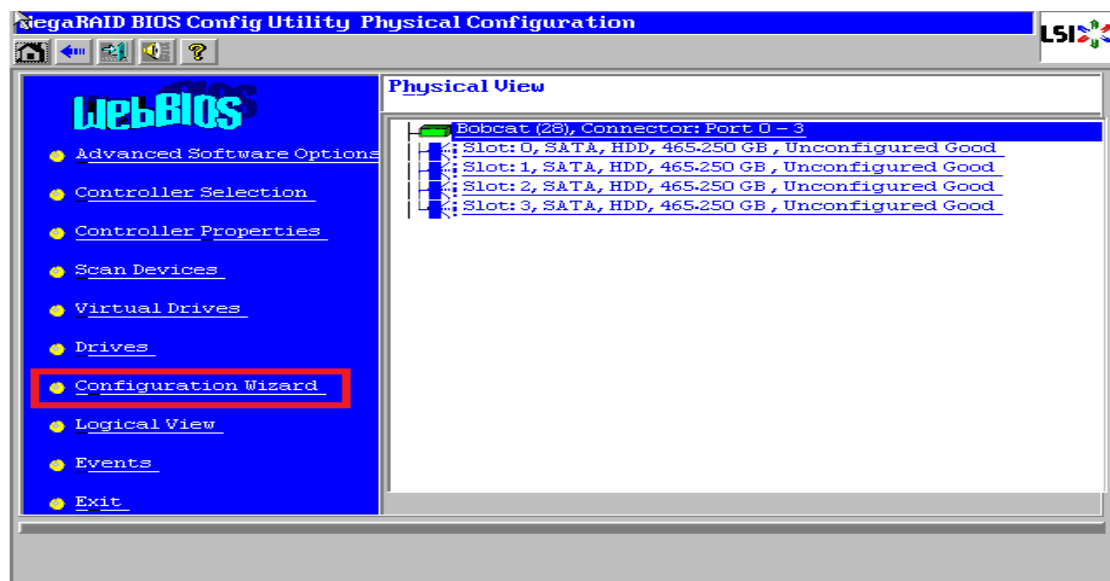 MegaRAID BIOS Config Utility Physical Configuration
LSI
WebBIOS
Physical View
Bobcat (28), Connector: Port 0 - 3
Slot: 0, SATA, HDD, 465.250 GB , Unconfigured Good
Slot: 1, SATA, HDD, 465.250 GB , Unconfigured Good
Slot: 2, SATA, HDD, 465.250 GB , Unconfigured Good
Slot: 3, SATA, HDD, 465.250 GB , Unconfigured Good
Advanced Software Options
Controller Selection
Controller Properties
Scan Devices
Virtual Drives
Drives
Configuration Wizard
Logical View
Events
Exit